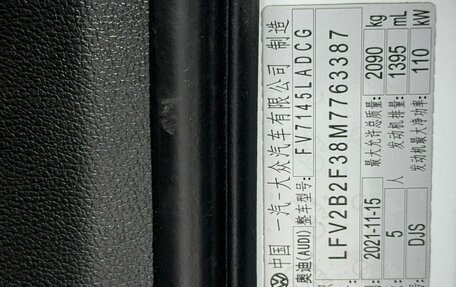 中国 一汽-大众汽车有限公司 制造
奥迪(AUDI) 整车型号: FV7145LADCG
LFV2B2F38M7763387
2021-11-15 最大允许总质量: 2090 kg
5 人 发动机排量: 1395 mL
DJS 发动机最大净功率: 110 kW